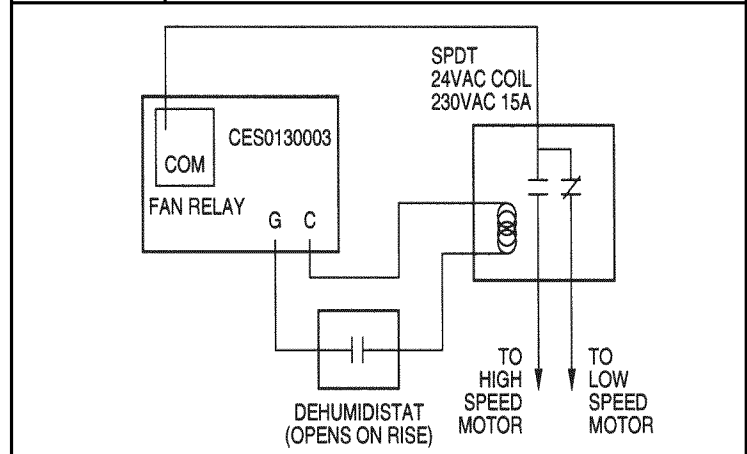 SPDT
24VAC COIL
230VAC 15A
CES0130003
COM
FAN RELAY
G C
DEHUMIDISTAT
(OPENS ON RISE)
TO
HIGH
SPEED
MOTOR
TO
LOW
SPEED
MOTOR